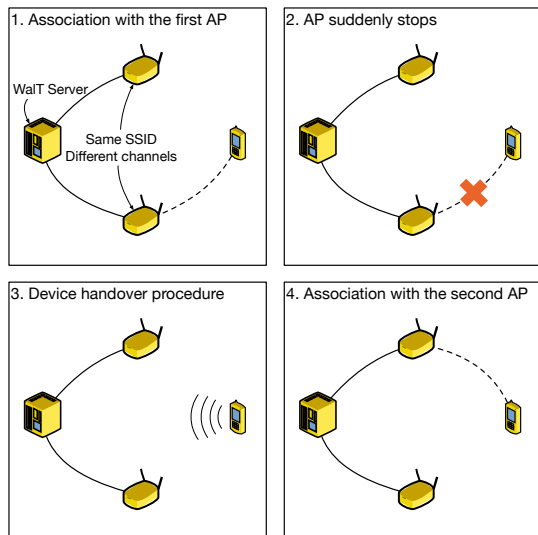 1. Association with the first AP
WalT Server
Same SSID
Different channels
2. AP suddenly stops
3. Device handover procedure
4. Association with the second AP